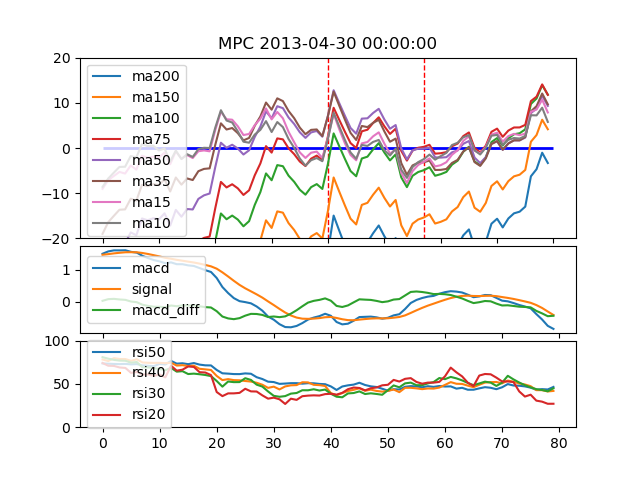 MPC 2013-04-30 00:00:00
20
10
0
−10
−20
ma200
ma150
ma100
ma75
ma50
ma35
ma15
ma10
1
0
macd
signal
macd_diff
100
50
0
rsi50
rsi40
rsi30
rsi20
0 10 20 30 40 50 60 70 80